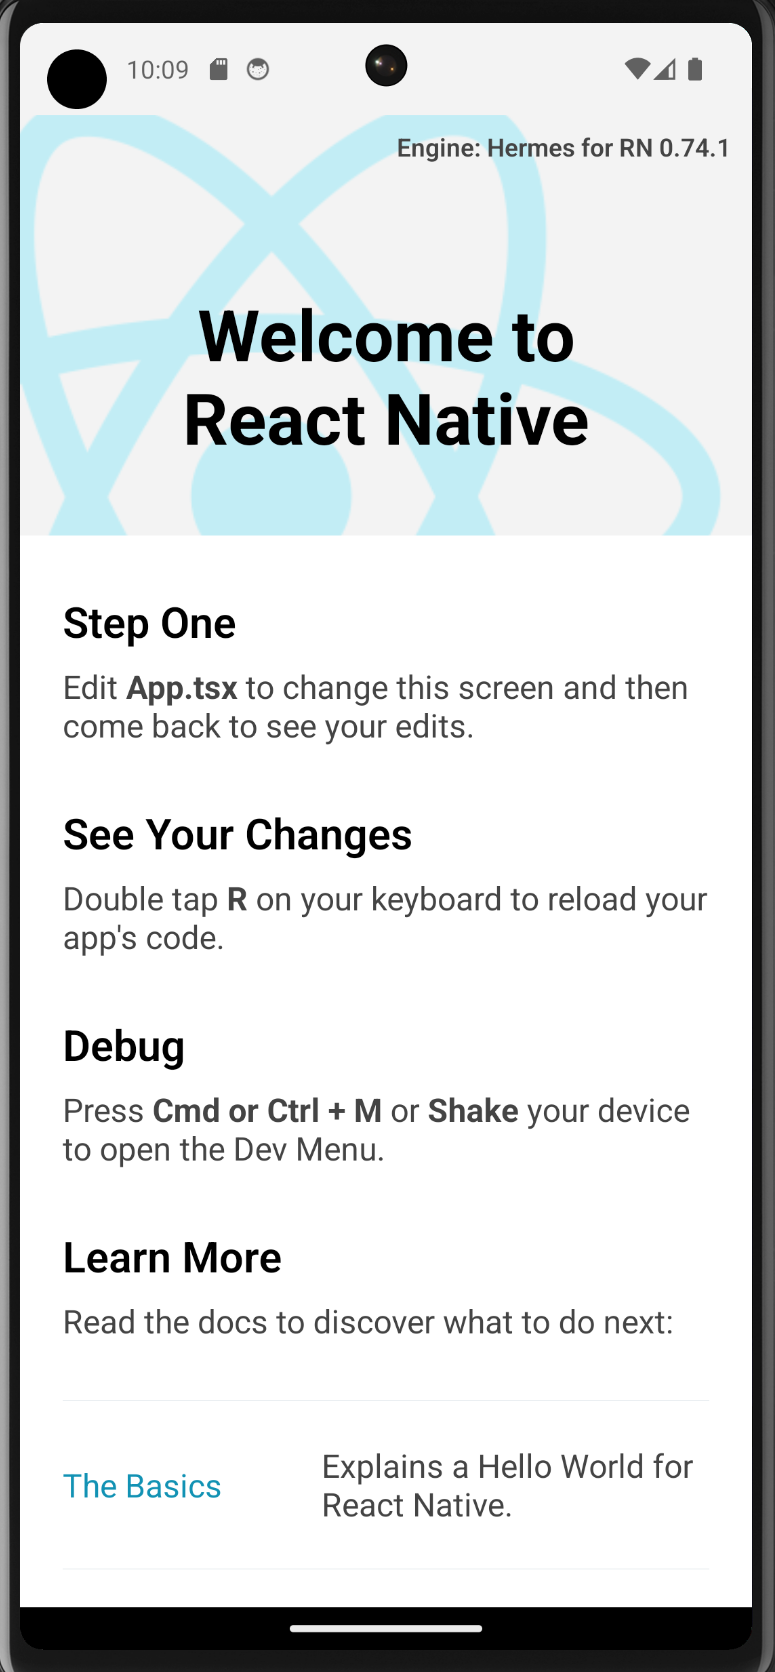 10:09
Engine: Hermes for RN 0.74.1
Welcome to
React Native
Step One
Edit App.tsx to change this screen and then
come back to see your edits.
See Your Changes
Double tap R on your keyboard to reload your
app's code.
Debug
Press Cmd or Ctrl + M or Shake your device
to open the Dev Menu.
Learn More
Read the docs to discover what to do next:
The Basics
Explains a Hello World for
React Native.